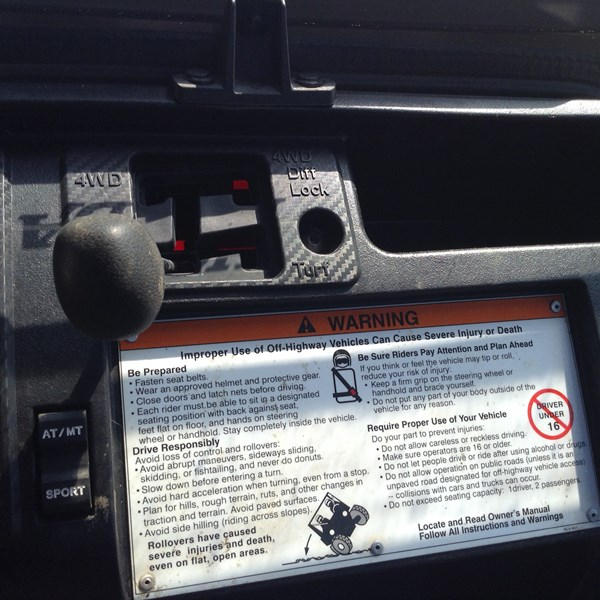 4WD
4WD
Diff
Lock
Turf
WARNING
Improper Use of Off-Highway Vehicles Can Cause Severe Injury or Death
Be Prepared
• Fasten seat belts.
• Wear an approved helmet and protective gear.
• Close doors and latch nets before driving.
• Each rider must be able to sit in a designated
seating position with back against seat,
feet flat on floor, and hands on steering
wheel or handhold. Stay completely inside the vehicle.
Drive Responsibly
Avoid loss of control and rollovers:
• Avoid abrupt maneuvers, sideways sliding,
skidding, or fishtailing, and never do donuts.
• Slow down before entering a turn.
• Avoid hard acceleration when turning, even from a stop.
• Plan for hills, rough terrain, ruts, and other changes in
traction and terrain. Avoid paved surfaces.
• Avoid side hilling (riding across slopes).
Rollovers have caused
severe injuries and death,
even on flat, open areas.
Be Sure Riders Pay Attention and Plan Ahead
If you think or feel the vehicle may tip or roll,
reduce your risk of injury:
• Keep a firm grip on the steering wheel or
handhold and brace yourself.
• Do not put any part of your body outside of the
vehicle for any reason.
Require Proper Use of Your Vehicle
Do your part to prevent injuries:
• Do not allow careless or reckless driving.
• Make sure operators are 16 or older.
• Do not let people drive or ride after using alcohol or drugs.
• Do not allow operation on public roads (unless it is an
unpaved road designated for off-highway vehicle access)
-- collisions with cars and trucks can occur.
• Do not exceed seating capacity: 1driver, 2 passengers.
Locate and Read Owner's Manual
Follow All Instructions and Warnings
DRIVER
UNDER
16
AT/MT
SPORT